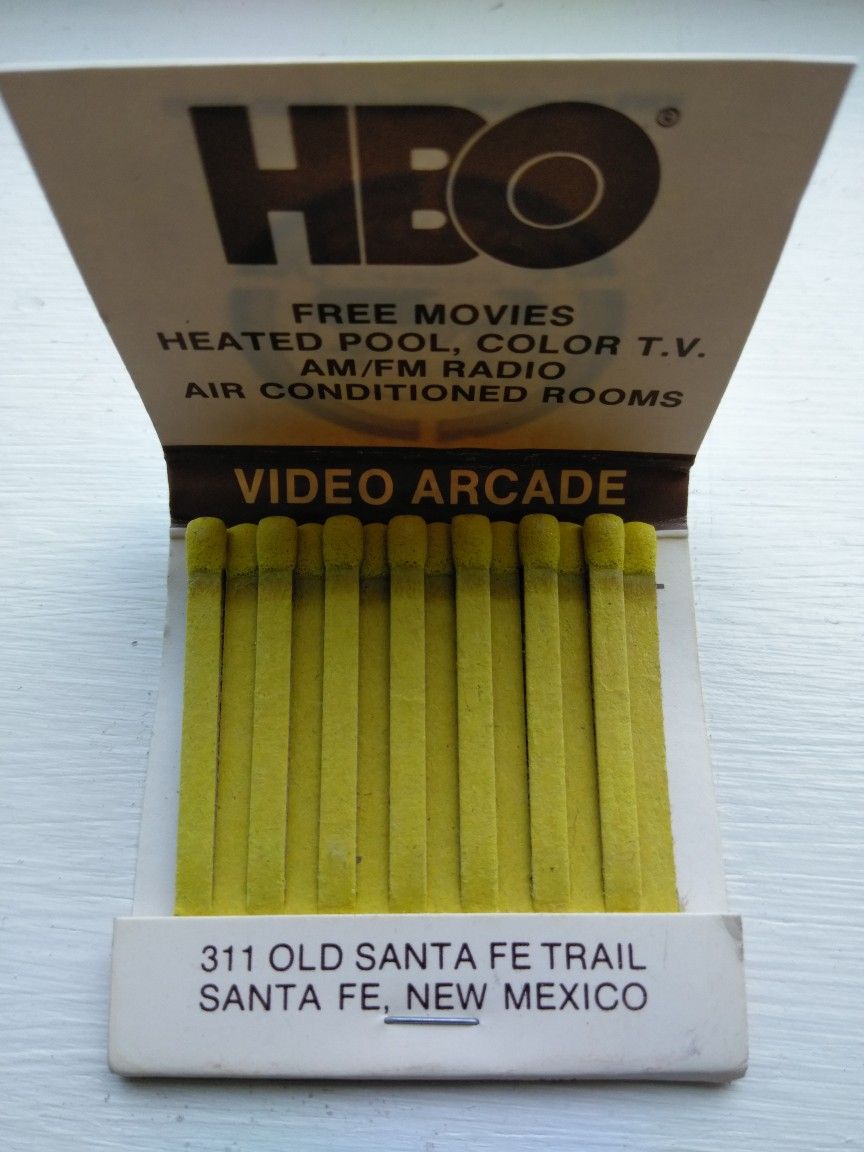 HBO®
FREE MOVIES
HEATED POOL, COLOR T.V.
AM/FM RADIO
AIR CONDITIONED ROOMS
VIDEO ARCADE
311 OLD SANTA FE TRAIL
SANTA FE, NEW MEXICO